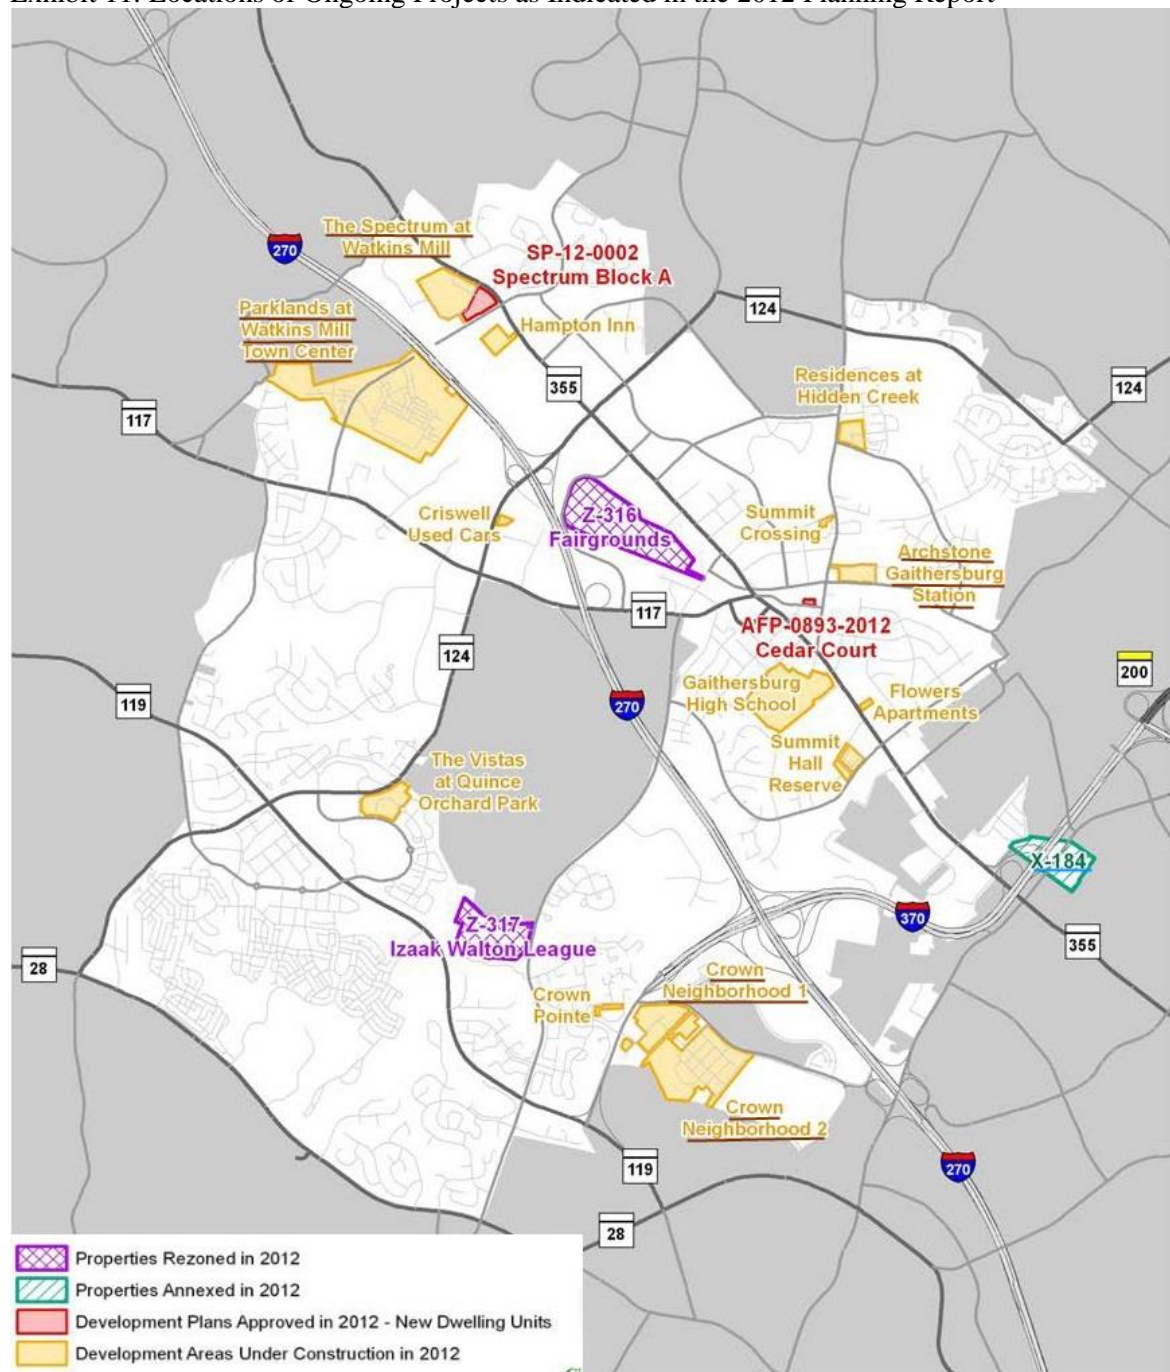 Exhibit 11: Locations of Ongoing Projects as Indicated in the 2012 Planning Report
The Spectrum at
Watkins Mill
270
SP-12-0002
Spectrum Block A
Parklands at
Watkins Mill
Town Center
Hampton Inn
124
355
Residences at
Hidden Creek
124
117
Criswell
Used Cars
Z-316
Fairgrounds
Summit
Crossing
Archstone
Gaithersburg
Station
117
AFP-0893-2012
Cedar Court
124
200
119
270
Gaithersburg
High School
Flowers
Apartments
Summit
Hall
Reserve
The Vistas
at Quince
Orchard Park
X-184
370
Z-317
Izaak Walton League
355
28
Crown
Neighborhood 1
Crown
Pointe
Crown
Neighborhood 2
119
270
28
Properties Rezoned in 2012
Properties Annexed in 2012
Development Plans Approved in 2012 - New Dwelling Units
Development Areas Under Construction in 2012